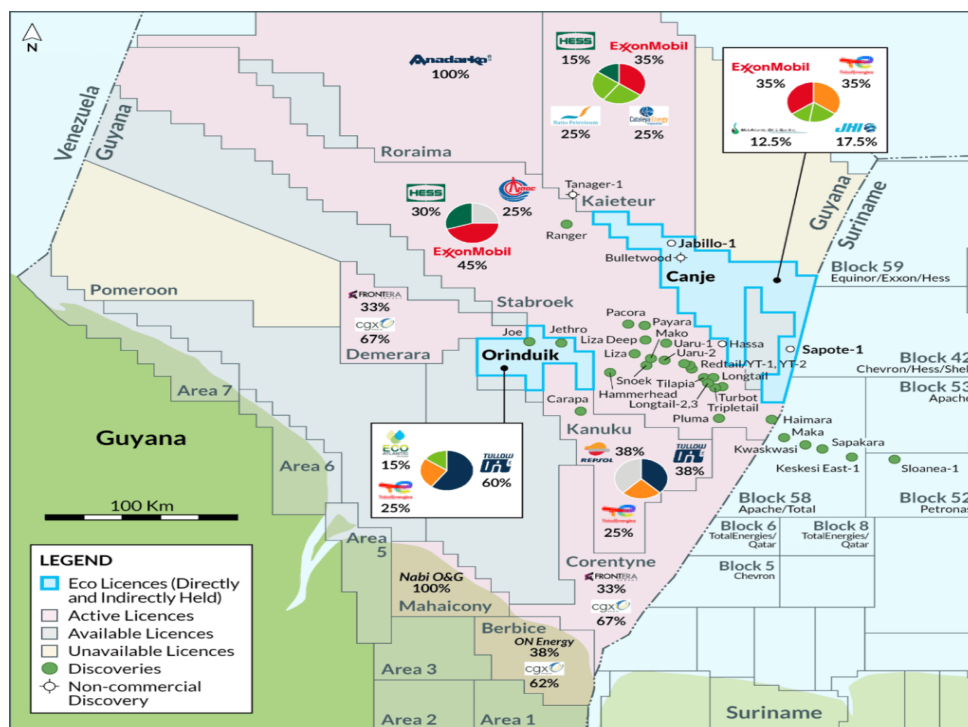 N
Anadarko
100%
HESS
15%
ExxonMobil
35%
25%
25%
ExxonMobil
35%
TotalEnergies
35%
12.5%
JHI
17.5%
Venezuela
Guyana
Roraima
Tanager-1
Kaieteur
Guyana
Suriname
HESS
30%
25%
ExxonMobil
45%
Ranger
Jabillo-1
Bulletwood
Canje
Block 59
Equinor/Exxon/Hess
Pomeroon
FRONTERA
33%
cgx
67%
Demerara
Stabroek
Joe
Jethro
Orinduik
Pacora
Payara
Mako
Liza Deep
Uaru-1
Hassa
Liza
Uaru-2
Redtail/YT-1, YT-2
Sapote-1
Block 42
Chevron/Hess/Shel
Snoek
Tilapia
Longtail
Hammerhead
Turbot
Longtail-2,3
Tripletail
Pluma
Block 53
Apache
Area 7
Carapa
Kanuku
Haimara
Maka
Kwaskwasi
Sapakara
Keskesi East-1
Sloanea-1
Guyana
Area 6
ECO
15%
TULLOW
60%
TotalEnergies
25%
REPSOL
38%
TULLOW
38%
TotalEnergies
25%
100 Km
Block 58
Apache/Total
Block 52
Petronas
Block 6
TotalEnergies/
Qatar
Block 8
TotalEnergies/
Qatar
Block 5
Chevron
Area
5
Corentyne
FRONTERA
33%
cgx
67%
Nabi O&G
100%
Mahaicony
Berbice
ON Energy
38%
cgx
62%
Area 3
Area 2
Area 1
Suriname
LEGEND
Eco Licences (Directly
and Indirectly Held)
Active Licences
Available Licences
Unavailable Licences
Discoveries
Non-commercial
Discovery